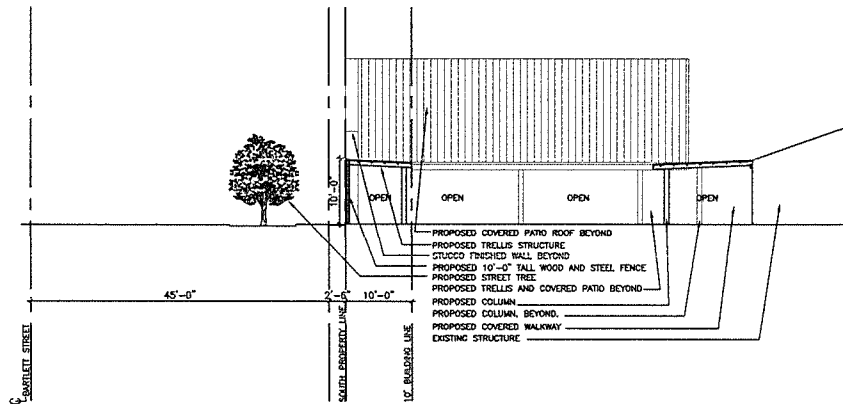 10'-0"
OPEN
OPEN
OPEN
OPEN
PROPOSED COVERED PATIO ROOF BEYOND
PROPOSED TRELLIS STRUCTURE
STUCCO FINISHED WALL BEYOND
PROPOSED 10'-0" TALL WOOD AND STEEL FENCE
PROPOSED STREET TREE
PROPOSED TRELLIS AND COVERED PATIO BEYOND
PROPOSED COLUMN
PROPOSED COLUMN, BEYOND.
PROPOSED COVERED WALKWAY
EXISTING STRUCTURE
45'-0"
2'-6"
10'-0"
BARTLETT STREET
SOUTH PROPERTY LINE
10' BUILDING LINE